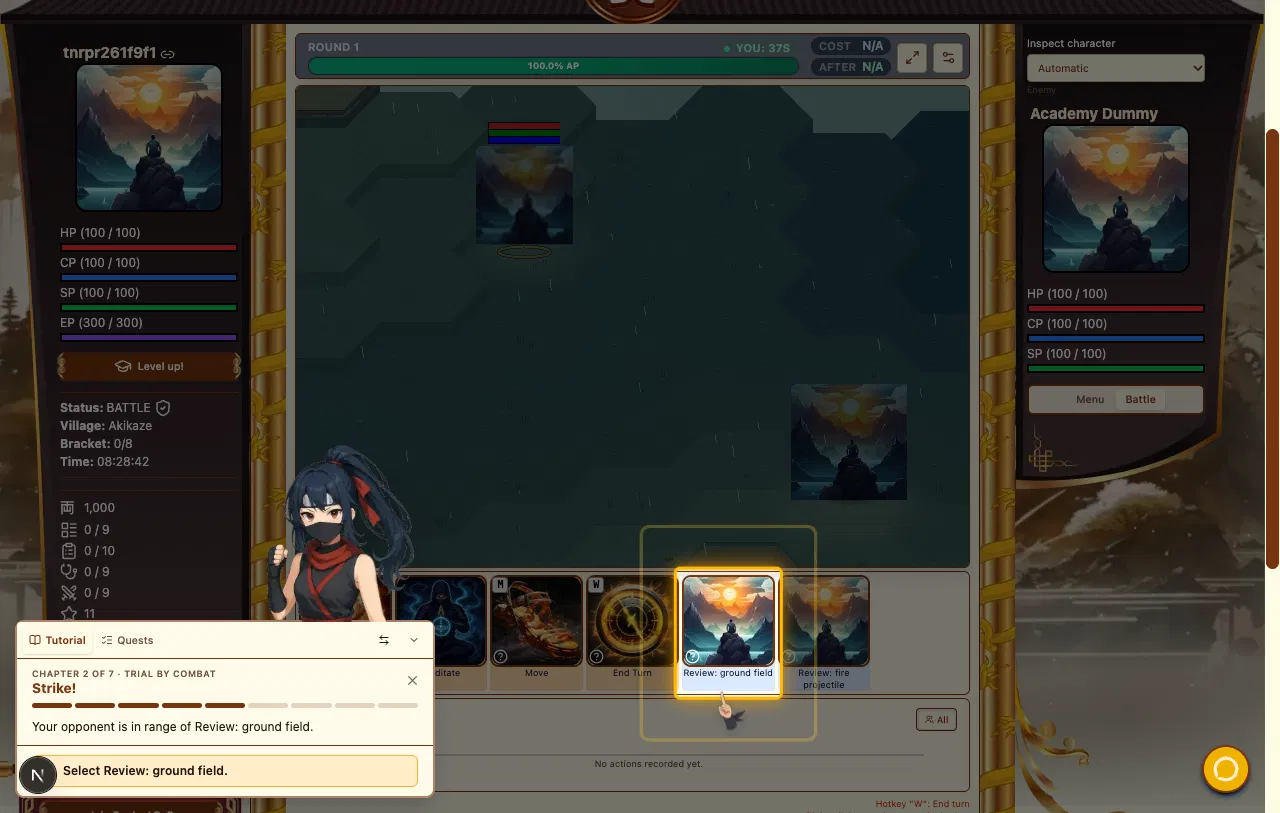 tnrpr261f9f1
HP (100 / 100)
CP (100 / 100)
SP (100 / 100)
EP (300 / 300)
Level up!
Status: BATTLE
Village: Akikaze
Bracket: 0/8
Time: 08:28:42
両 1,000
0 / 9
0 / 10
0 / 9
0 / 9
11
ROUND 1
YOU: 37S
100.0% AP
COST N/A
AFTER N/A
Inspect character
Automatic
Enemy
Academy Dummy
HP (100 / 100)
CP (100 / 100)
SP (100 / 100)
Menu
Battle
ditate
M
Move
W
End Turn
Review: ground field
Review: fire
projectile
All
No actions recorded yet.
Hotkey "W": End turn
Tutorial
Quests
CHAPTER 2 OF 7 · TRIAL BY COMBAT
Strike!
Your opponent is in range of Review: ground field.
N
Select Review: ground field.